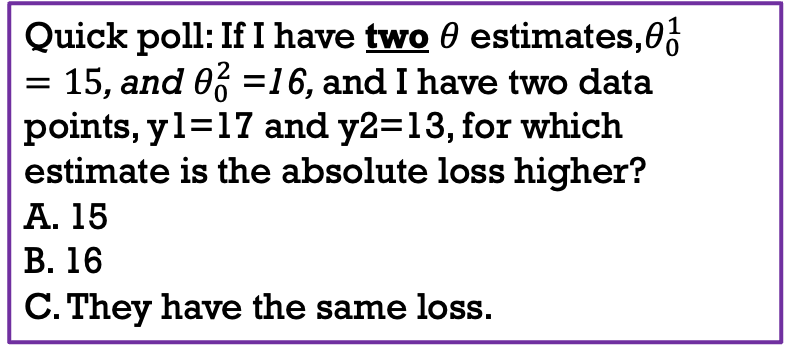 Quick poll: If I have two θ estimates,θ₀¹
= 15, and θ₀² =16, and I have two data
points, y1=17 and y2=13, for which
estimate is the absolute loss higher?
A. 15
B. 16
C. They have the same loss.